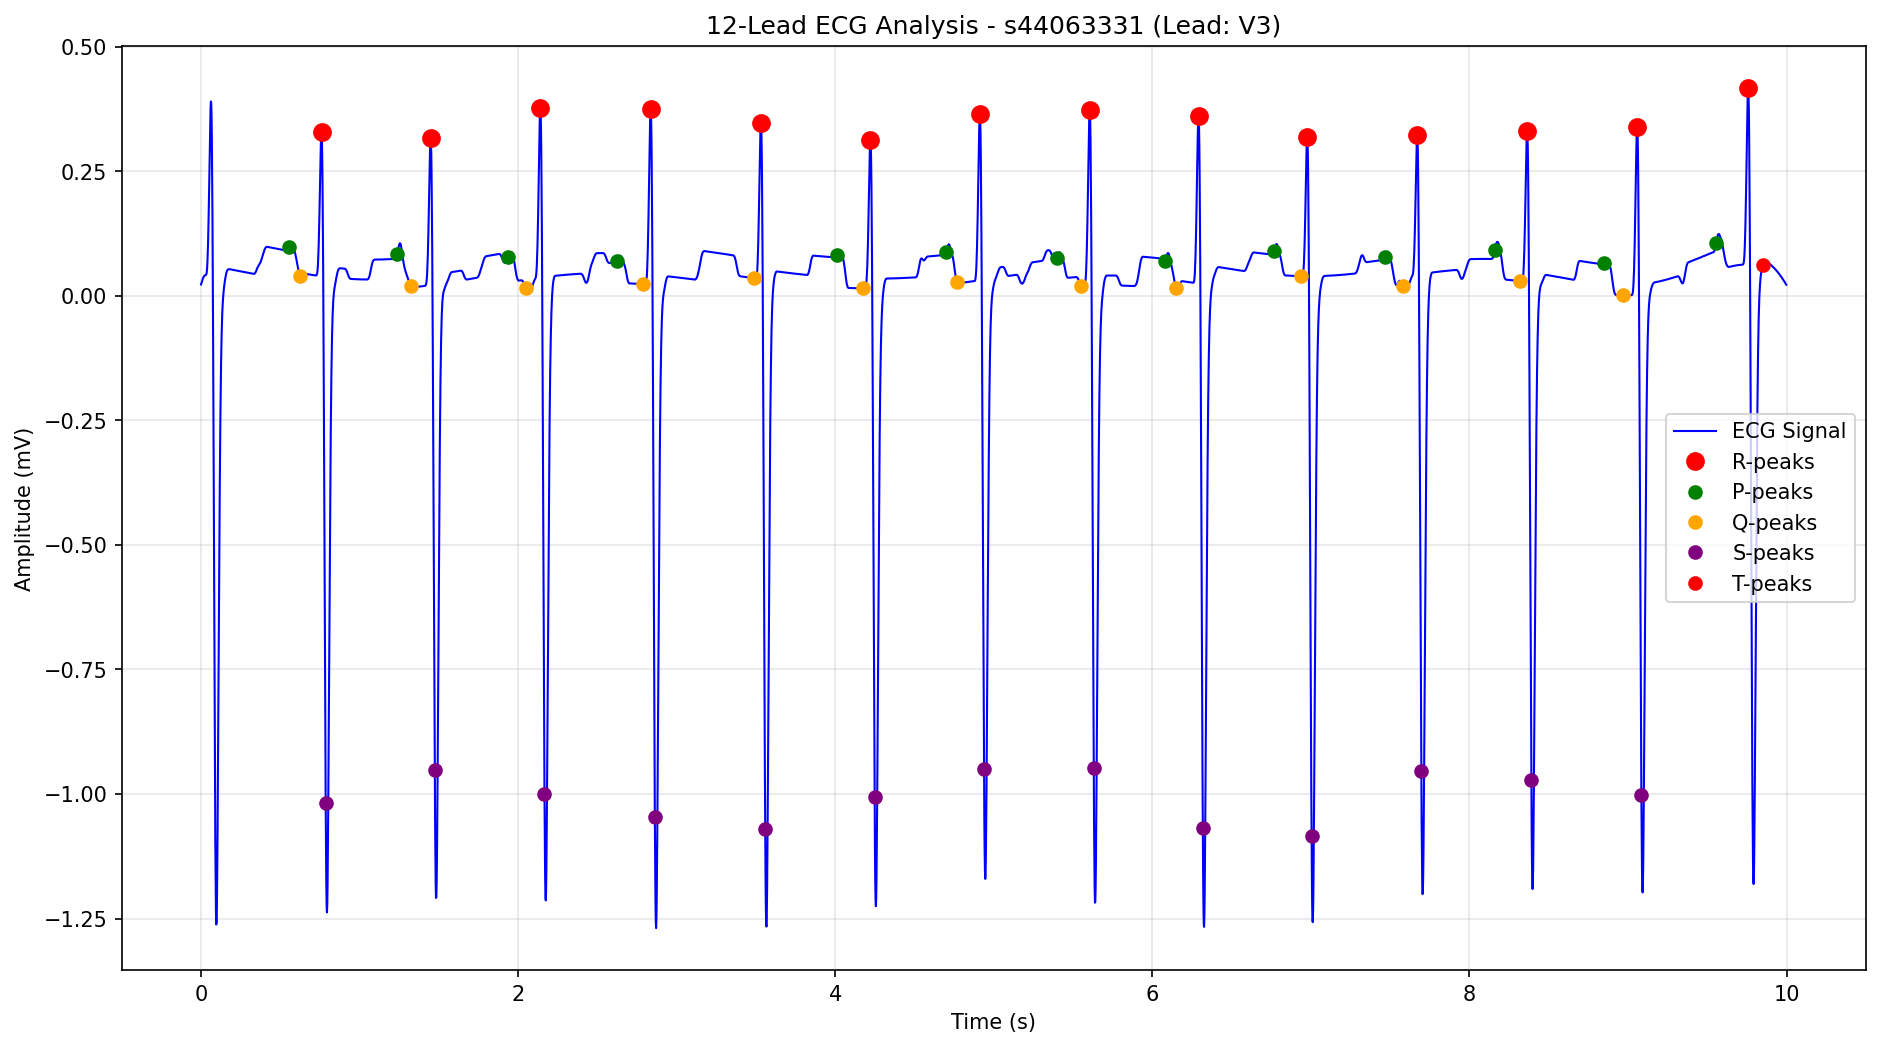 12-Lead ECG Analysis - s44063331 (Lead: V3)
0.50
0.25
0.00
−0.25
−0.50
−0.75
−1.00
−1.25
Amplitude (mV)
ECG Signal
R-peaks
P-peaks
Q-peaks
S-peaks
T-peaks
0 2 4 6 8 10
Time (s)